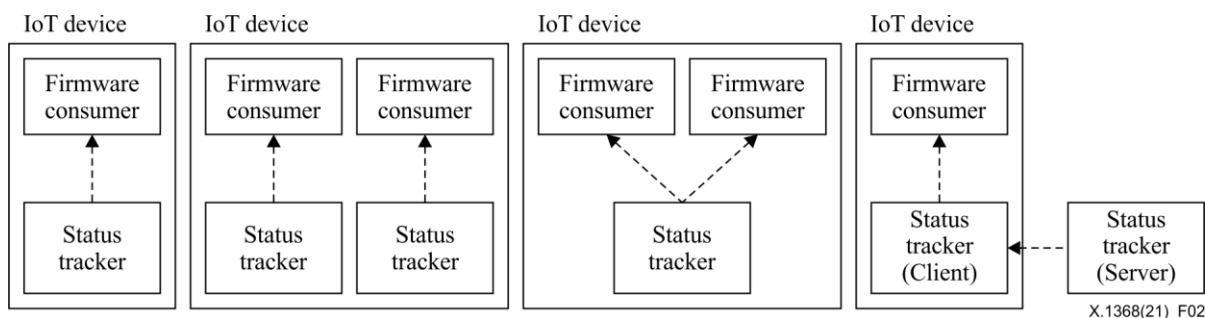 IoT device
Firmware
consumer
Status
tracker
IoT device
Firmware
consumer
Firmware
consumer
Status
tracker
Status
tracker
IoT device
Firmware
consumer
Firmware
consumer
Status
tracker
IoT device
Firmware
consumer
Status
tracker
(Client)
Status
tracker
(Server)
X.1368(21)_F02